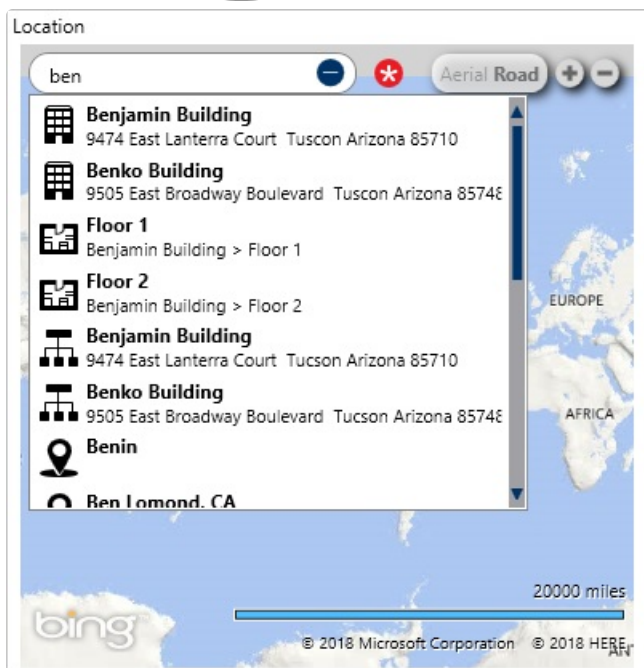 Location
ben
Aerial Road
Benjamin Building
9474 East Lanterra Court Tuscon Arizona 85710
Benko Building
9505 East Broadway Boulevard Tuscon Arizona 85748
Floor 1
Benjamin Building > Floor 1
Floor 2
Benjamin Building > Floor 2
Benjamin Building
9474 East Lanterra Court Tucson Arizona 85710
Benko Building
9505 East Broadway Boulevard Tucson Arizona 85748
Benin
Ben Lomond, CA
EUROPE
AFRICA
20000 miles
bing
© 2018 Microsoft Corporation © 2018 HERE